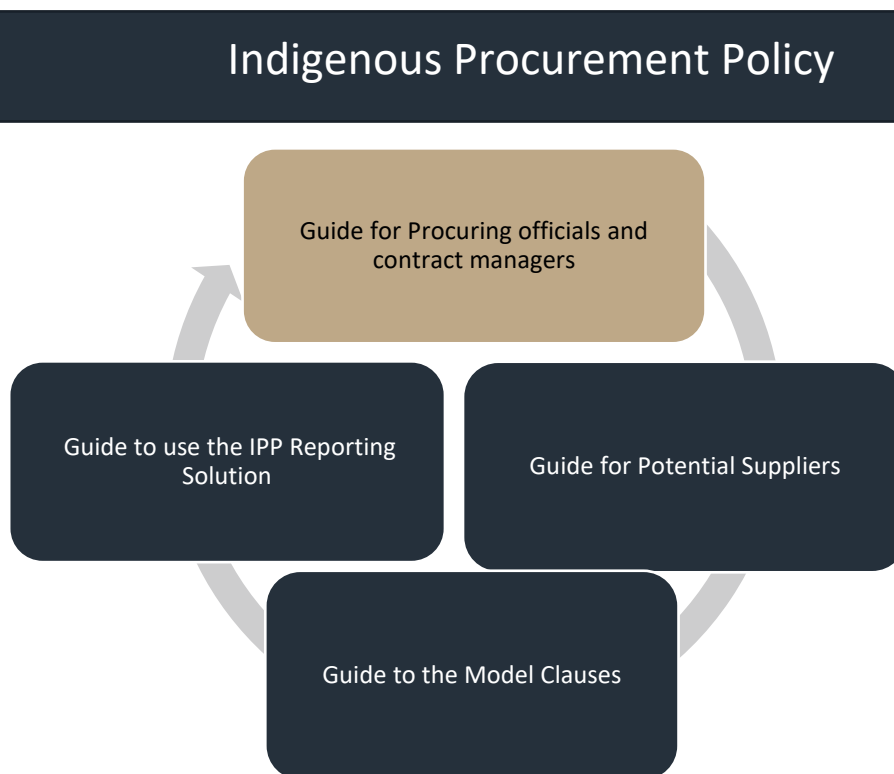 Indigenous Procurement Policy
Guide for Procuring officials and
contract managers
Guide to use the IPP Reporting
Solution
Guide for Potential Suppliers
Guide to the Model Clauses